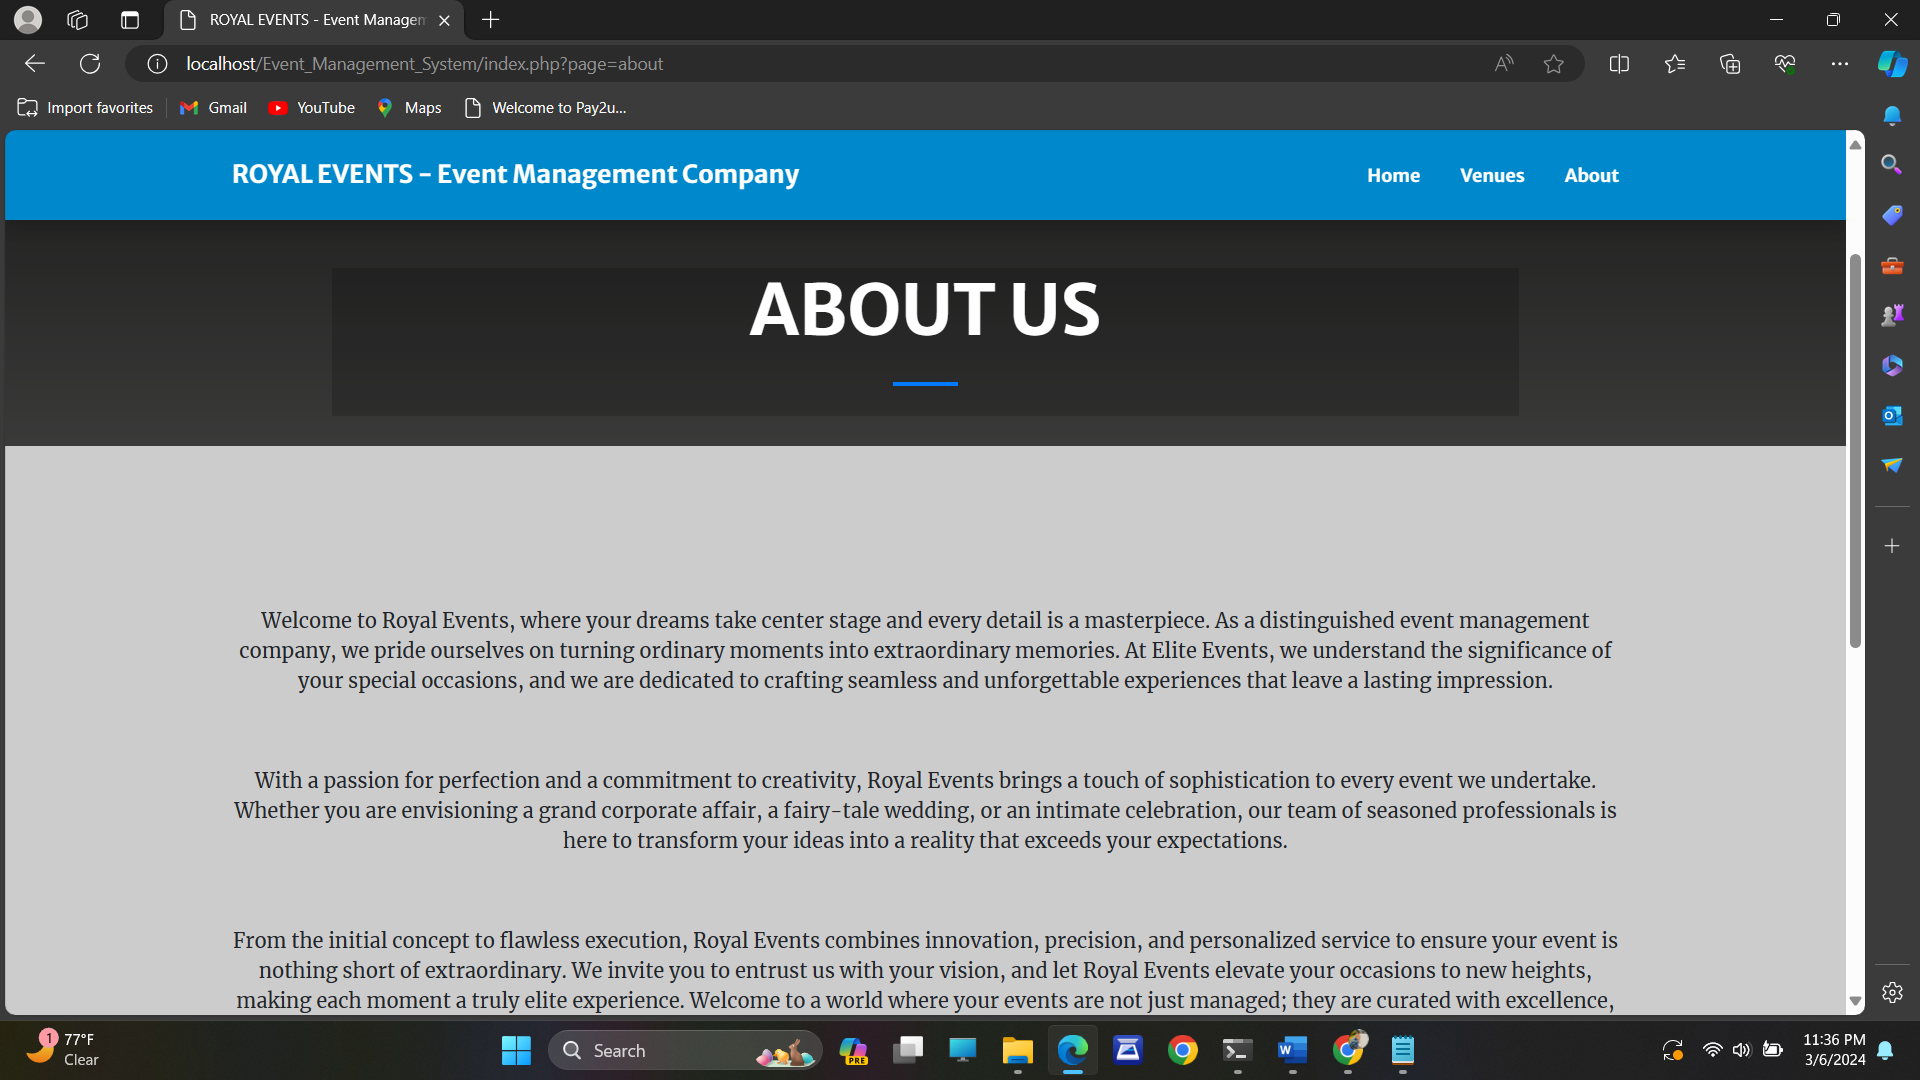 ROYAL EVENTS - Event Managem
localhost/Event_Management_System/index.php?page=about
Import favorites
Gmail
YouTube
Maps
Welcome to Pay2u...
ROYAL EVENTS - Event Management Company
Home
Venues
About
ABOUT US
Welcome to Royal Events, where your dreams take center stage and every detail is a masterpiece. As a distinguished event management
company, we pride ourselves on turning ordinary moments into extraordinary memories. At Elite Events, we understand the significance of
your special occasions, and we are dedicated to crafting seamless and unforgettable experiences that leave a lasting impression.
With a passion for perfection and a commitment to creativity, Royal Events brings a touch of sophistication to every event we undertake.
Whether you are envisioning a grand corporate affair, a fairy-tale wedding, or an intimate celebration, our team of seasoned professionals is
here to transform your ideas into a reality that exceeds your expectations.
From the initial concept to flawless execution, Royal Events combines innovation, precision, and personalized service to ensure your event is
nothing short of extraordinary. We invite you to entrust us with your vision, and let Royal Events elevate your occasions to new heights,
making each moment a truly elite experience. Welcome to a world where your events are not just managed; they are curated with excellence,
1
77°F
Clear
Search
PRE
11:36 PM
3/6/2024